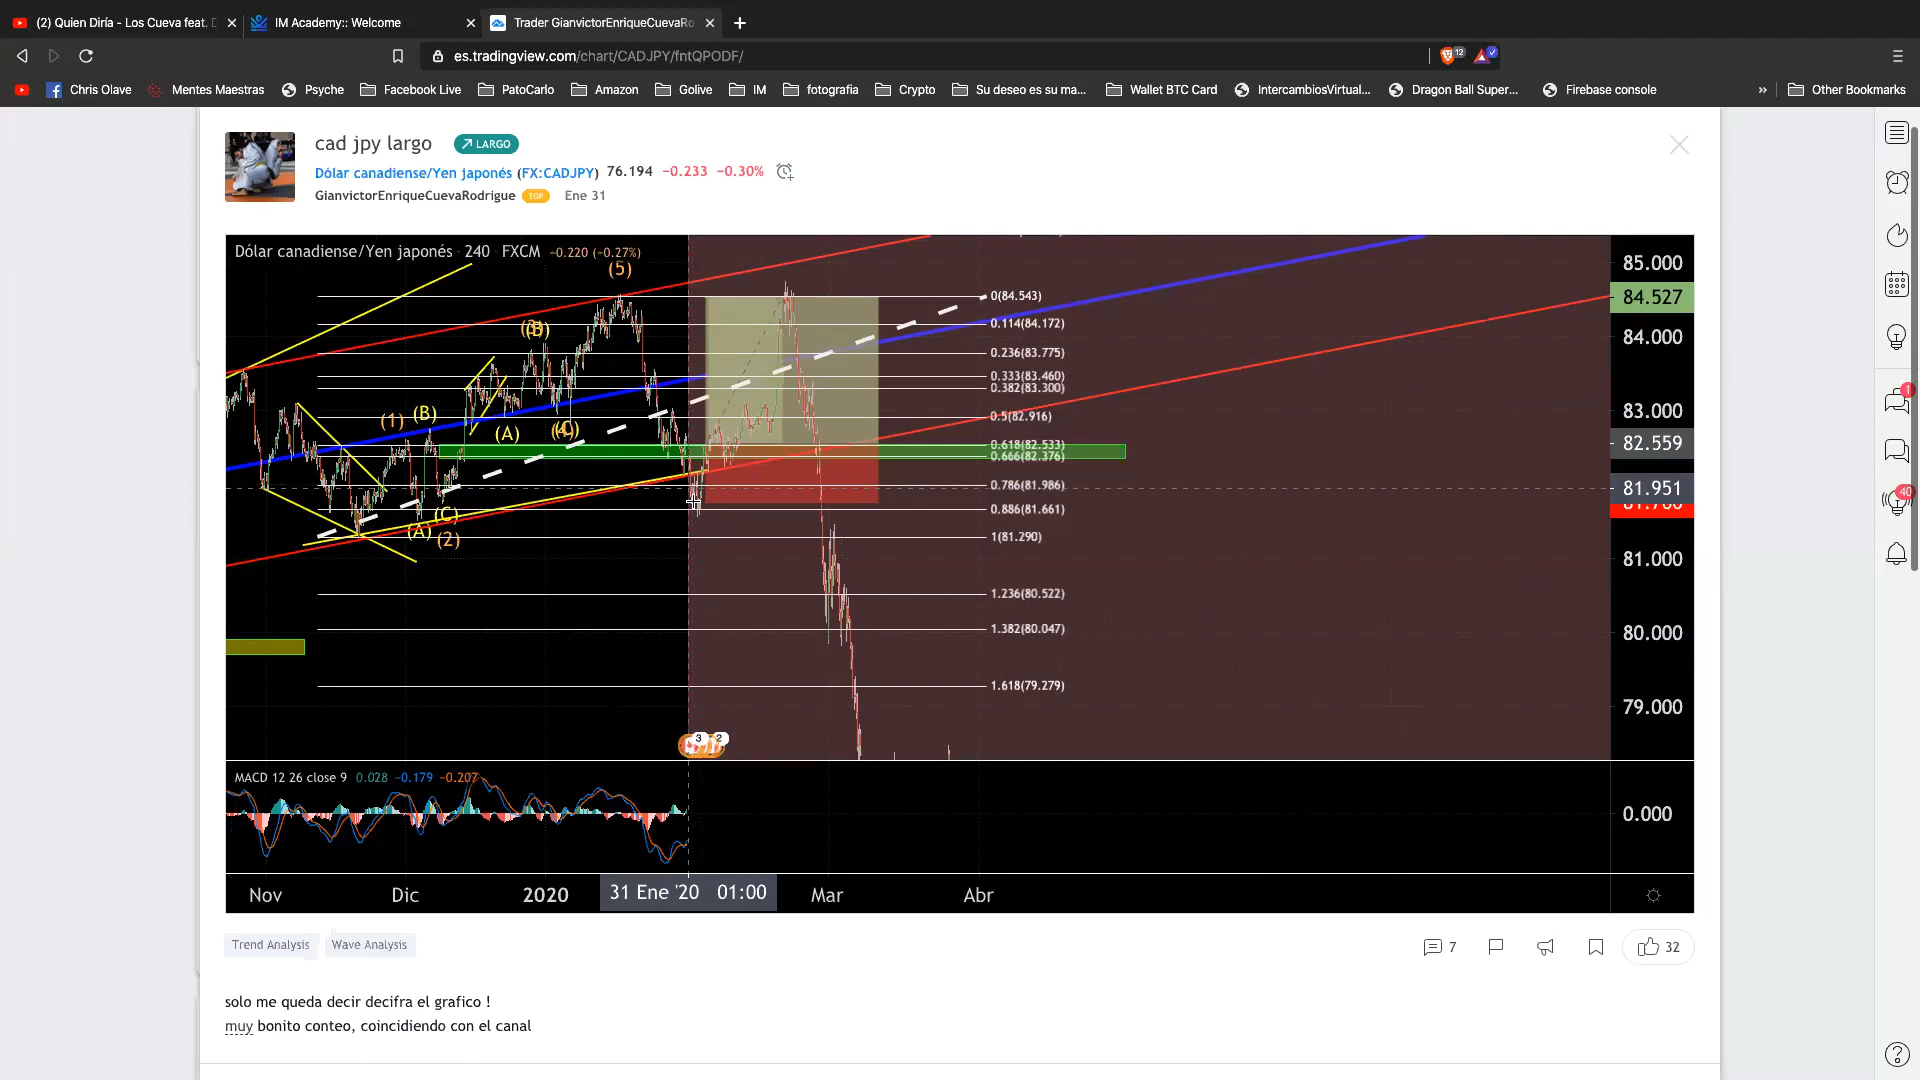 (2) Quien Diría - Los Cueva feat. D
IM Academy:: Welcome
Trader GianvictorEnriqueCuevaRo
es.tradingview.com/chart/CADJPY/fntQPODF/
12
Chris Olave
Mentes Maestras
Psyche
Facebook Live
PatoCarlo
Amazon
Golive
IM
fotografia
Crypto
Su deseo es su ma...
Wallet BTC Card
IntercambiosVirtual...
Dragon Ball Super...
Firebase console
»
Other Bookmarks
cad jpy largo
LARGO
Dólar canadiense/Yen japonés (FX:CADJPY) 76.194 −0.233 −0.30%
GianvictorEnriqueCuevaRodrigue TOP Ene 31
Dólar canadiense/Yen japonés · 240 · FXCM −0.220 (−0.27%)
(5)
(B)
(1)
(B)
(A)
(C)
(C)
(A)
(2)
0(84.543)
0.114(84.172)
0.236(83.775)
0.333(83.460)
0.382(83.300)
0.5(82.916)
0.618(82.533)
0.666(82.376)
0.786(81.986)
0.886(81.661)
1(81.290)
1.236(80.522)
1.382(80.047)
1.618(79.279)
85.000
84.527
84.000
83.000
82.559
81.951
81.000
80.000
79.000
3
2
MACD 12 26 close 9 0.028 −0.179 −0.207
0.000
Nov
Dic
2020
31 Ene '20 01:00
Mar
Abr
1
40
Trend Analysis
Wave Analysis
7
32
solo me queda decir decifra el grafico !
muy bonito conteo, coincidiendo con el canal